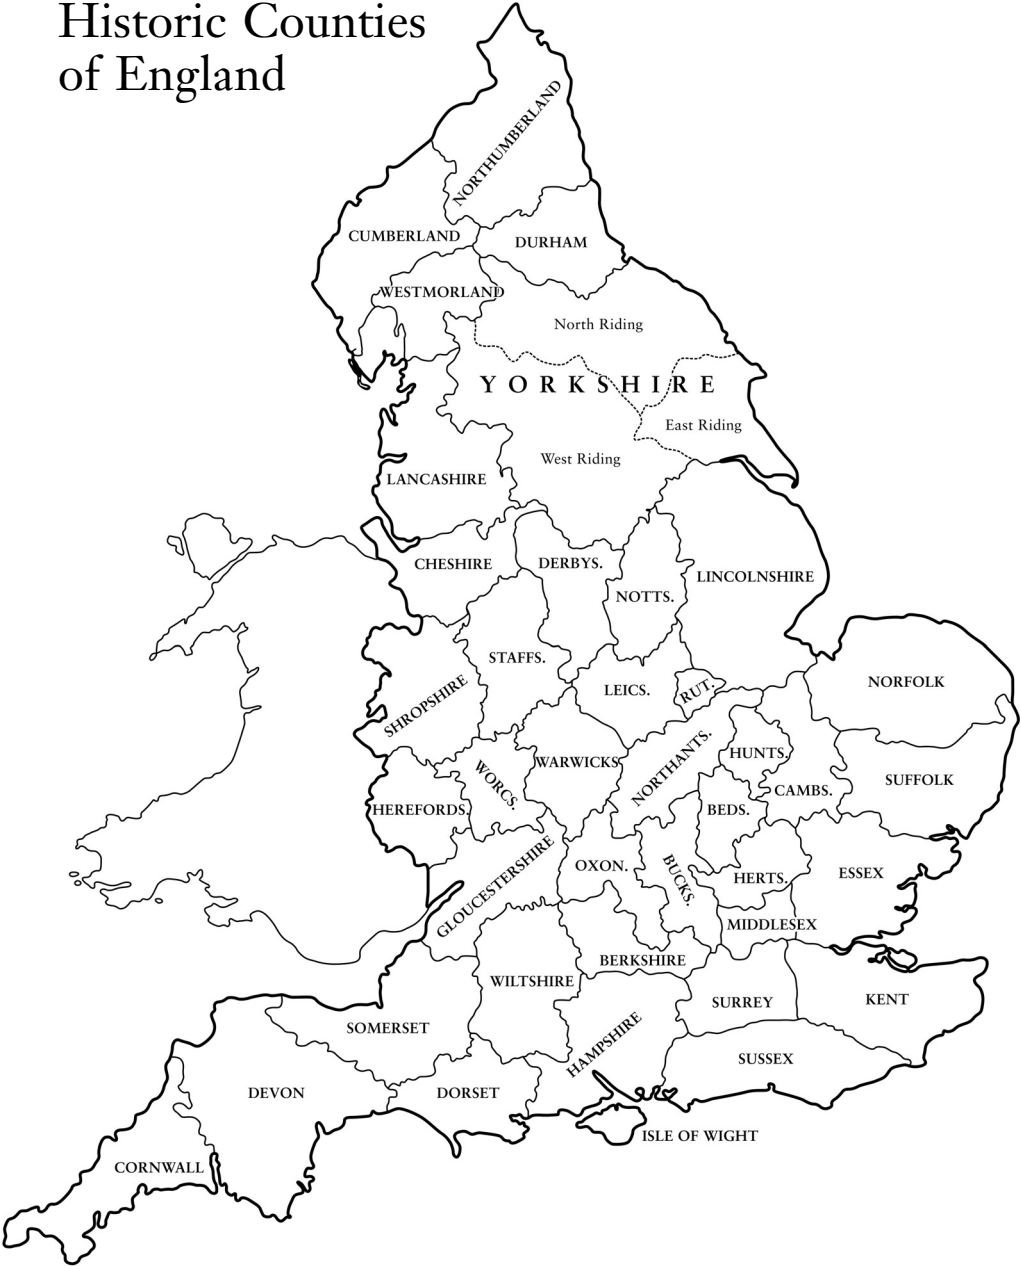 Historic Counties
of England
NORTHUMBERLAND
CUMBERLAND
DURHAM
WESTMORLAND
North Riding
YORKSHIRE
East Riding
West Riding
LANCASHIRE
CHESHIRE
DERBYS.
NOTTS.
LINCOLNSHIRE
STAFFS.
SHROPSHIRE
LEICS.
RUT.
NORFOLK
HEREFORDS.
WORCS.
WARWICKS
NORTHANTS.
HUNTS.
CAMBS.
SUFFOLK
BEDS.
GLOUCESTERSHIRE
OXON.
BUCKS.
HERTS.
ESSEX
MIDDLESEX
BERKSHIRE
WILTSHIRE
SURREY
KENT
SOMERSET
HAMPSHIRE
SUSSEX
DEVON
DORSET
ISLE OF WIGHT
CORNWALL